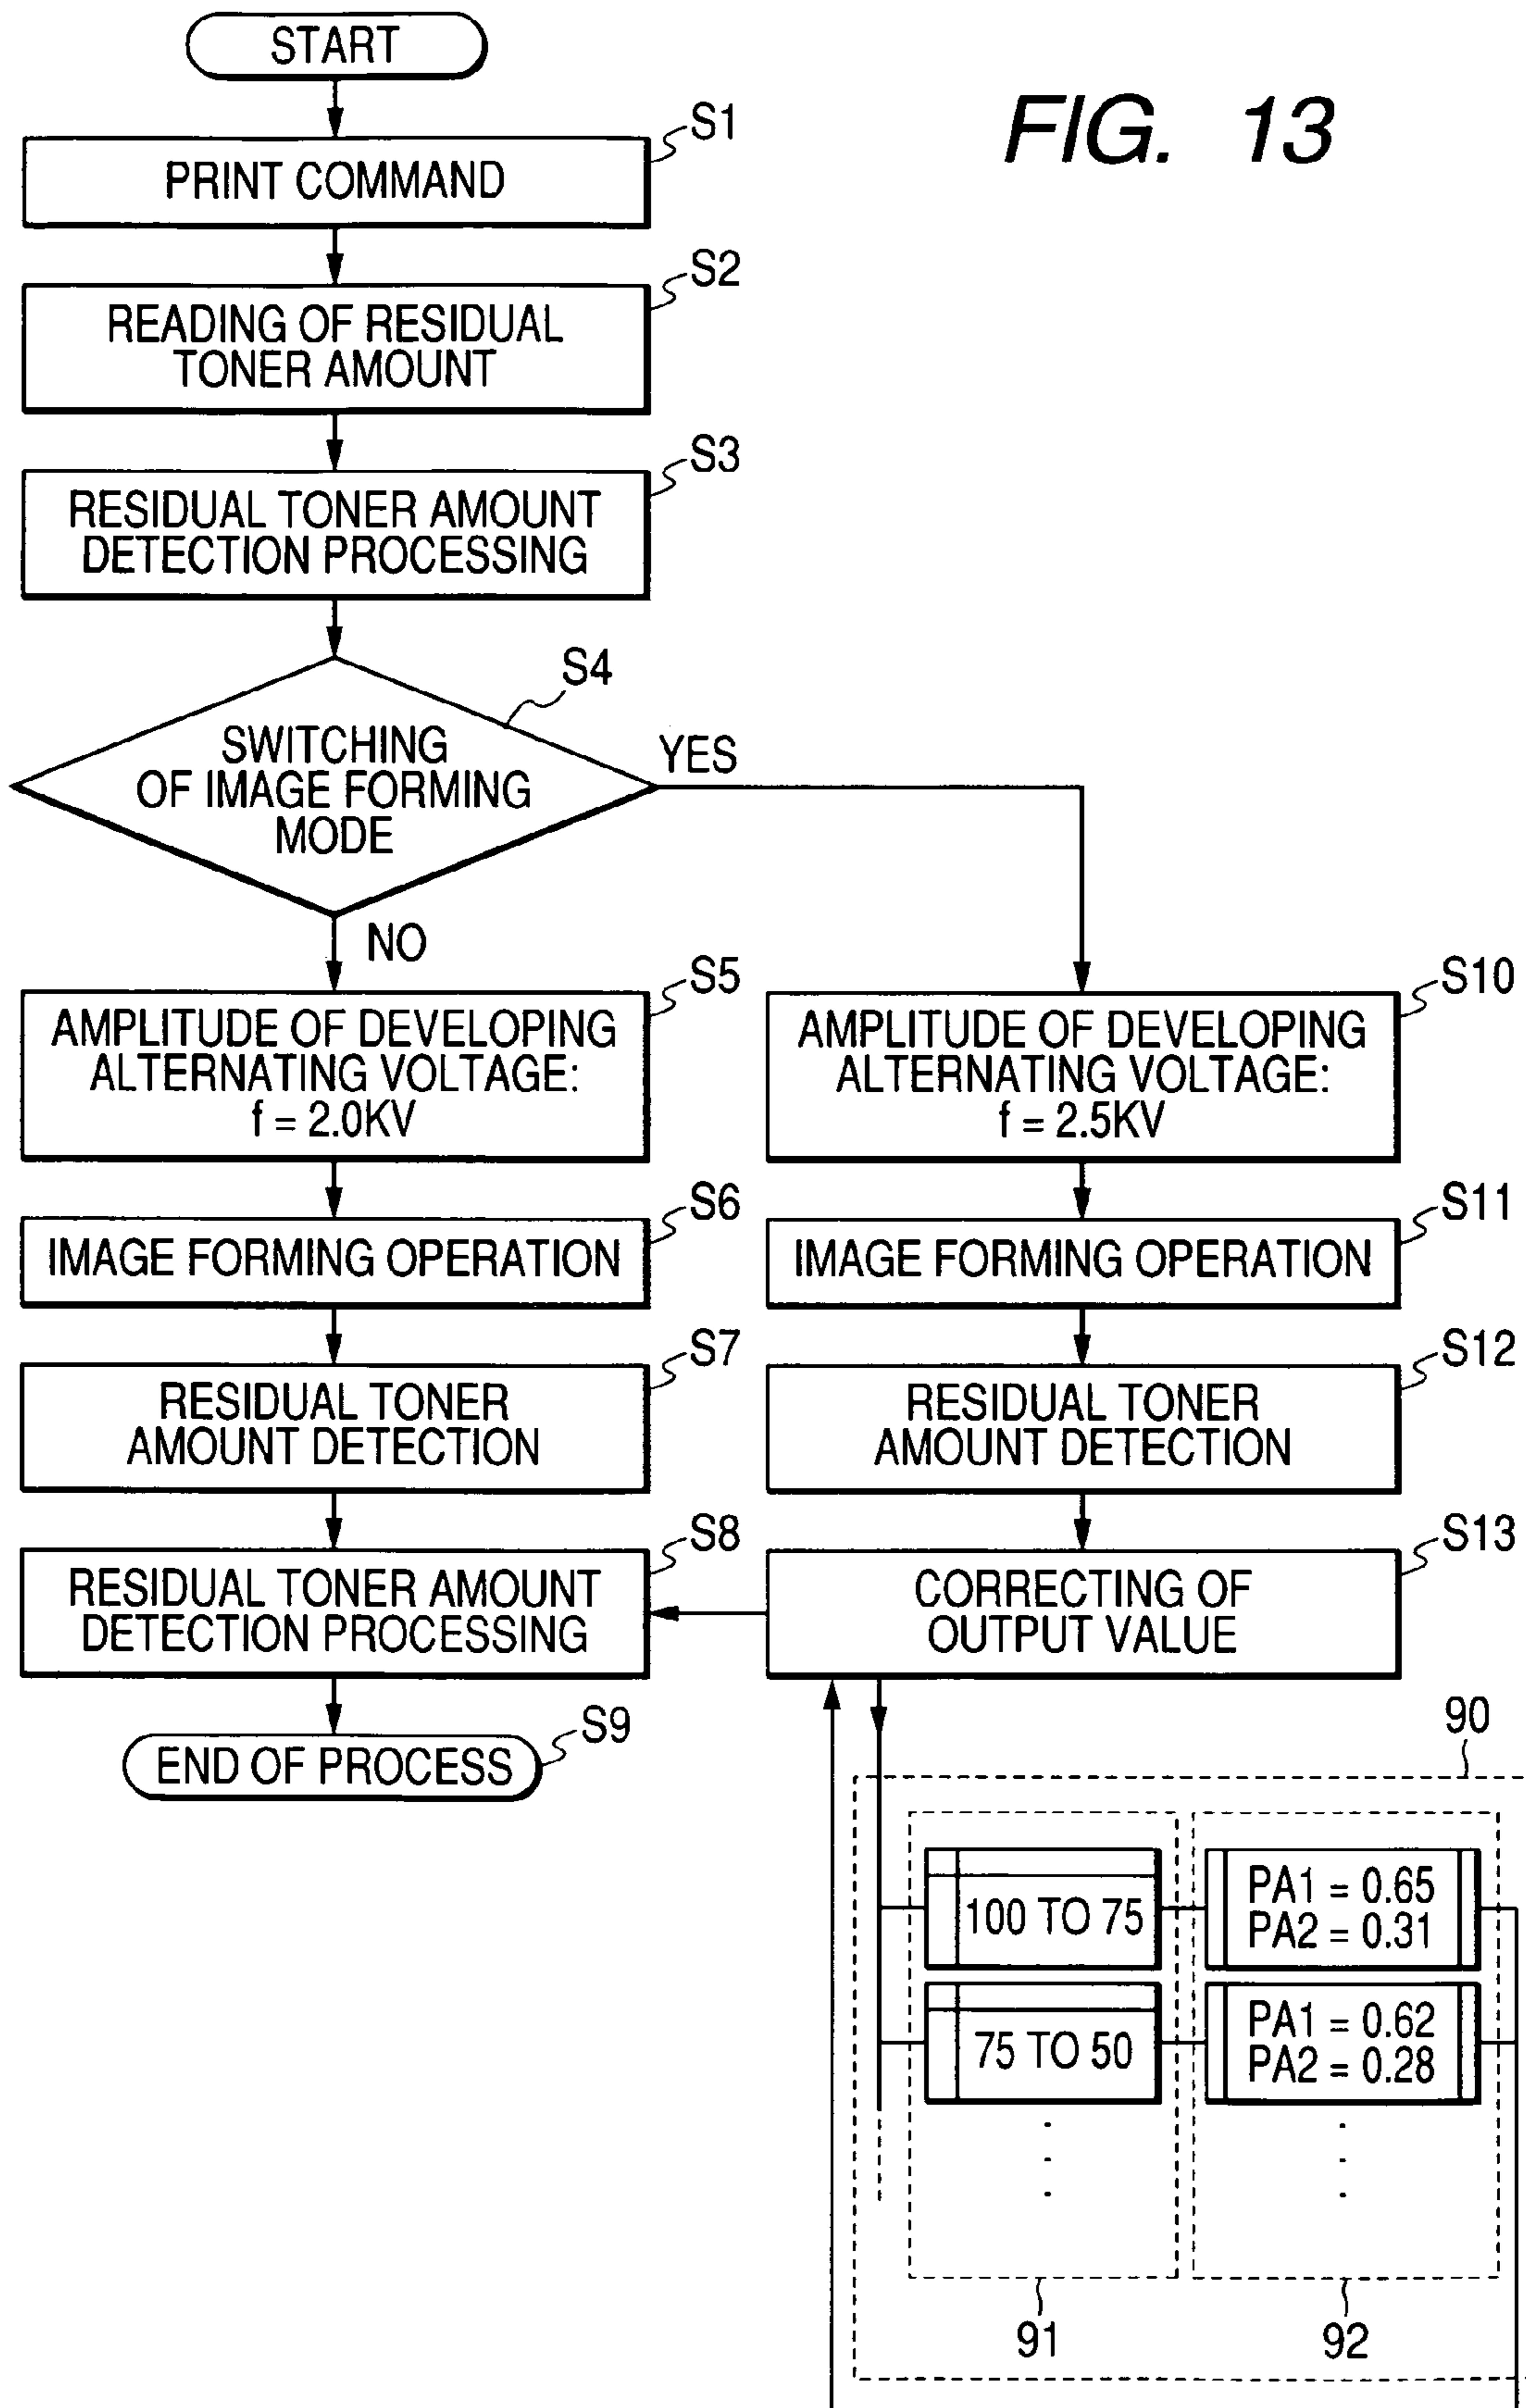 FIG. 13
START
S1
PRINT COMMAND
S2
READING OF RESIDUAL
TONER AMOUNT
S3
RESIDUAL TONER AMOUNT
DETECTION PROCESSING
S4
SWITCHING
OF IMAGE FORMING
MODE
YES
NO
S5
AMPLITUDE OF DEVELOPING
ALTERNATING VOLTAGE:
f = 2.0KV
S6
IMAGE FORMING OPERATION
S7
RESIDUAL TONER
AMOUNT DETECTION
S8
RESIDUAL TONER AMOUNT
DETECTION PROCESSING
S9
END OF PROCESS
S10
AMPLITUDE OF DEVELOPING
ALTERNATING VOLTAGE:
f = 2.5KV
S11
IMAGE FORMING OPERATION
S12
RESIDUAL TONER
AMOUNT DETECTION
S13
CORRECTING OF
OUTPUT VALUE
90
100 TO 75
PA1 = 0.65
PA2 = 0.31
75 TO 50
PA1 = 0.62
PA2 = 0.28
91
92